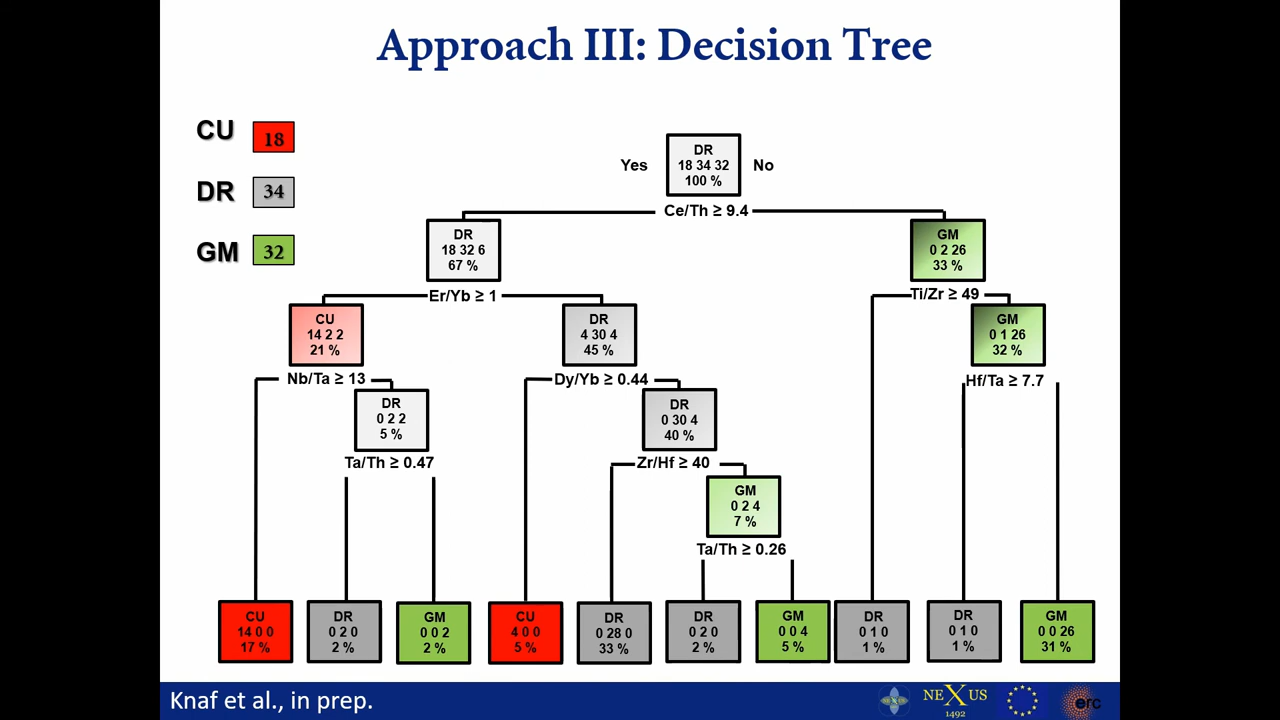 Approach III: Decision Tree
CU 18
DR 34
GM 32
Yes
DR
18 34 32
100 %
No
Ce/Th ≥ 9.4
DR
18 32 6
67 %
GM
0 2 26
33 %
Er/Yb ≥ 1
Ti/Zr ≥ 49
CU
14 2 2
21 %
DR
4 30 4
45 %
GM
0 1 26
32 %
Nb/Ta ≥ 13
Dy/Yb ≥ 0.44
Hf/Ta ≥ 7.7
DR
0 2 2
5 %
DR
0 30 4
40 %
Ta/Th ≥ 0.47
Zr/Hf ≥ 40
GM
0 2 4
7 %
Ta/Th ≥ 0.26
CU
14 0 0
17 %
DR
0 2 0
2 %
GM
0 0 2
2 %
CU
4 0 0
5 %
DR
0 28 0
33 %
DR
0 2 0
2 %
GM
0 0 4
5 %
DR
0 1 0
1 %
DR
0 1 0
1 %
GM
0 0 26
31 %
Knaf et al., in prep.
NEXUS
1492
erc